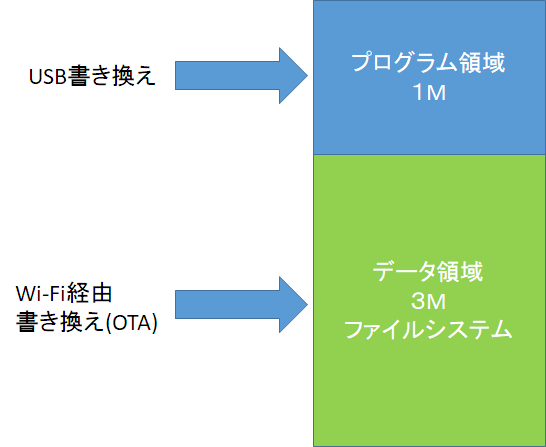 USB書き換え
プログラム領域
１M
Wi-Fi経由
書き換え(OTA)
データ領域
３M
ファイルシステム